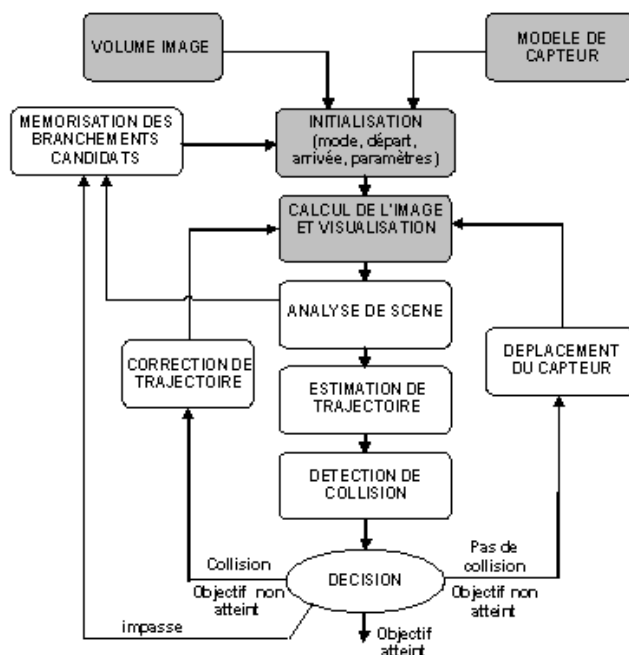 VOLUME IMAGE
MODELE DE
CAPTEUR
MEMORISATION DES
BRANCHEMENTS
CANDIDATS
INITIALISATION
(mode, départ,
arrivée, paramètres)
CALCUL DE L'IMAGE
ET VISUALISATION
ANALYSE DE SCENE
CORRECTION DE
TRAJECTOIRE
DEPLACEMENT
DU CAPTEUR
ESTIMATION DE
TRAJECTOIRE
DETECTION DE
COLLISION
Collision
Objectif non
atteint
DECISION
Pas de
collision
Objectif non
atteint
impasse
Objectif
atteint